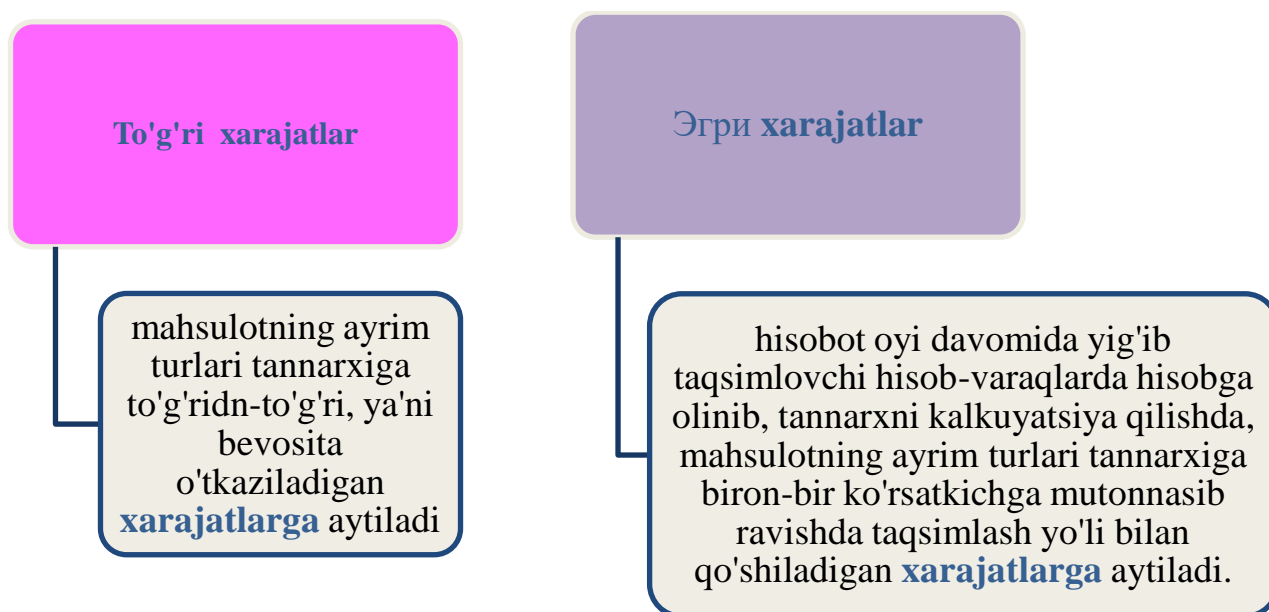 To'g'ri xarajatlar
mahsulotning ayrim
turlari tannarxiga
to'g'ridn-to'g'ri, ya'ni
bevosita
o'tkaziladigan
xarajatlarga aytiladi
Эгри xarajatlar
hisobot oyi davomida yig'ib
taqsimlovchi hisob-varaqlarda hisobga
olinib, tannarxni kalkuyatsiya qilishda,
mahsulotning ayrim turlari tannarxiga
biron-bir ko'rsatkichga mutonnasib
ravishda taqsimlash yo'li bilan
qo'shiladigan xarajatlarga aytiladi.